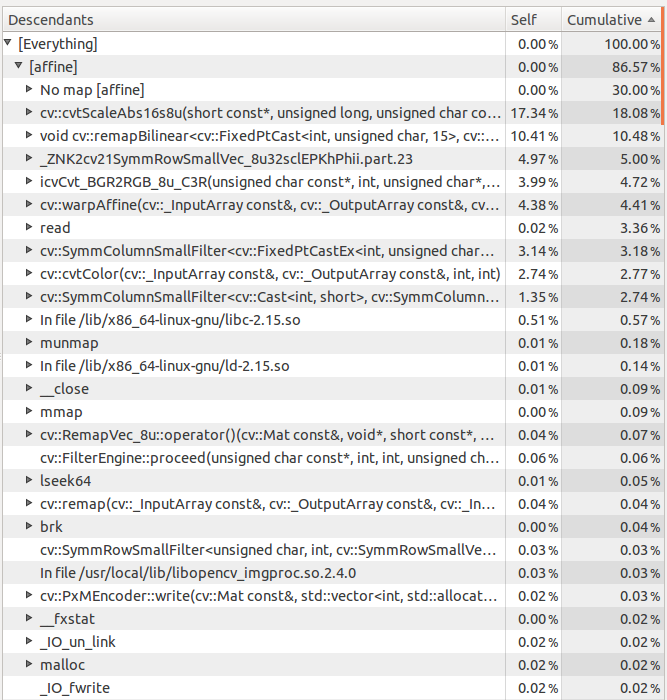 Descendants Self Cumulative
[Everything] 0.00 % 100.00 %
[affine] 0.00 % 86.57 %
No map [affine] 0.00 % 30.00 %
cv::cvtScaleAbs16s8u(short const*, unsigned long, unsigned char co... 17.34 % 18.08 %
void cv::remapBilinear<cv::FixedPtCast<int, unsigned char, 15>, cv::... 10.41 % 10.48 %
_ZNK2cv21SymmRowSmallVec_8u32sclEPKhPhii.part.23 4.97 % 5.00 %
icvCvt_BGR2RGB_8u_C3R(unsigned char const*, int, unsigned char*,... 3.99 % 4.72 %
cv::warpAffine(cv::_InputArray const&, cv::_OutputArray const&, cv... 4.38 % 4.41 %
read 0.02 % 3.36 %
cv::SymmColumnSmallFilter<cv::FixedPtCastEx<int, unsigned char... 3.14 % 3.18 %
cv::cvtColor(cv::_InputArray const&, cv::_OutputArray const&, int, int) 2.74 % 2.77 %
cv::SymmColumnSmallFilter<cv::Cast<int, short>, cv::SymmColumn... 1.35 % 2.74 %
In file /lib/x86_64-linux-gnu/libc-2.15.so 0.51 % 0.57 %
munmap 0.01 % 0.18 %
In file /lib/x86_64-linux-gnu/ld-2.15.so 0.01 % 0.14 %
__close 0.01 % 0.09 %
mmap 0.00 % 0.09 %
cv::RemapVec_8u::operator()(cv::Mat const&, void*, short const*, ... 0.04 % 0.07 %
cv::FilterEngine::proceed(unsigned char const*, int, int, unsigned ch... 0.06 % 0.06 %
lseek64 0.01 % 0.05 %
cv::remap(cv::_InputArray const&, cv::_OutputArray const&, cv::_In... 0.04 % 0.04 %
brk 0.00 % 0.04 %
cv::SymmRowSmallFilter<unsigned char, int, cv::SymmRowSmallVe... 0.03 % 0.03 %
In file /usr/local/lib/libopencv_imgproc.so.2.4.0 0.03 % 0.03 %
cv::PxMEncoder::write(cv::Mat const&, std::vector<int, std::allocat... 0.02 % 0.03 %
__fxstat 0.00 % 0.02 %
_IO_un_link 0.02 % 0.02 %
malloc 0.02 % 0.02 %
_IO_fwrite 0.02 % 0.02 %